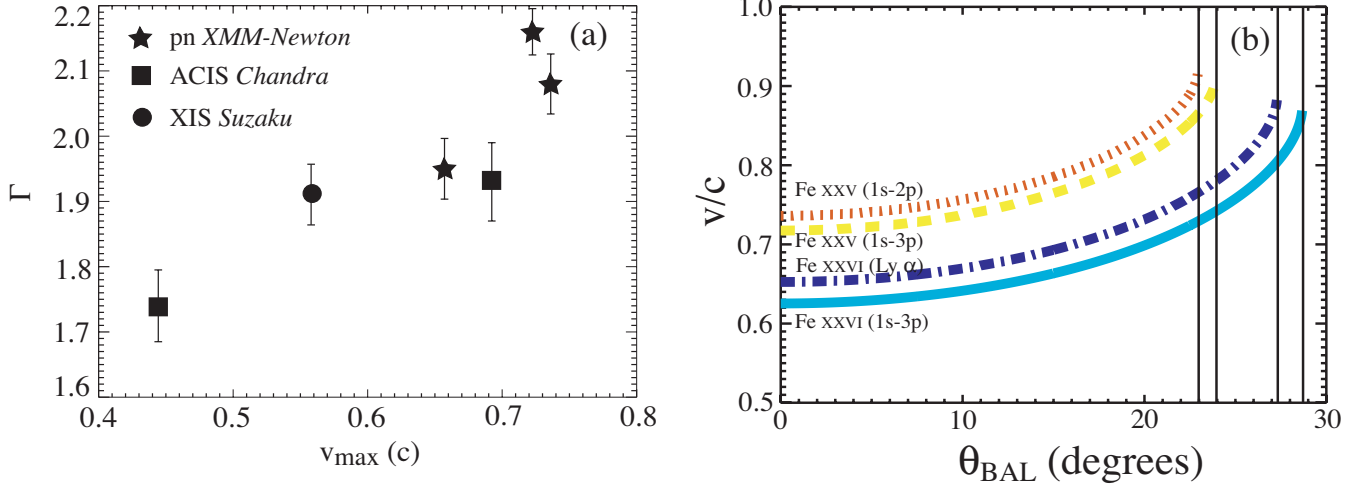 2.2
2.1
2.0
1.9
1.8
1.7
1.6
Γ
(a)
pn XMM-Newton
ACIS Chandra
XIS Suzaku
0.4 0.5 0.6 0.7 0.8
vmax (c)
1.0
0.9
0.8
0.7
0.6
0.5
v/c
(b)
Fe XXV (1s-2p)
Fe XXV (1s-3p)
Fe XXVI (Ly α)
Fe XXVI (1s-3p)
0 10 20 30
θBAL (degrees)